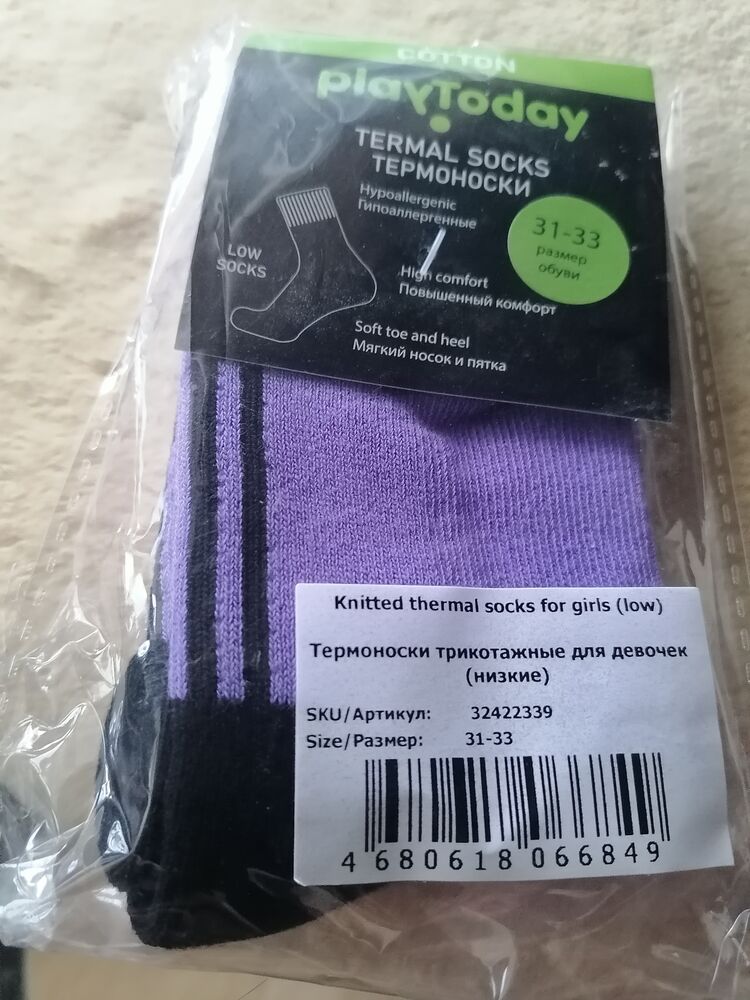 COTTON
playToday
TERMAL SOCKS
ТЕРМОНОСКИ
Hypoallergenic
Гипоаллергенные
31-33
размер
обуви
LOW
SOCKS
High comfort
Повышенный комфорт
Soft toe and heel
Мягкий носок и пятка
Knitted thermal socks for girls (low)
Термоноски трикотажные для девочек
(низкие)
SKU/Артикул: 32422339
Size/Размер: 31-33
4 680618 066849